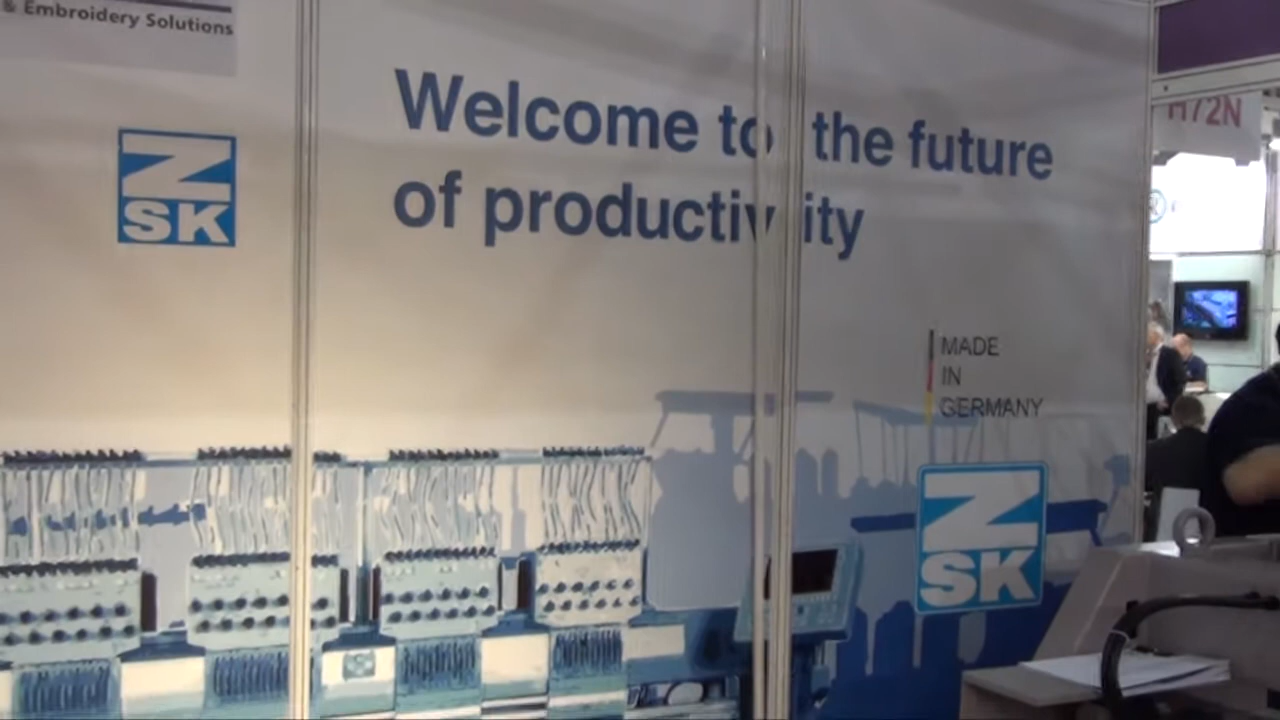 & Embroidery Solutions
ZSK
Welcome to the future
of productivity
H72N
MADE
IN
GERMANY
ZSK